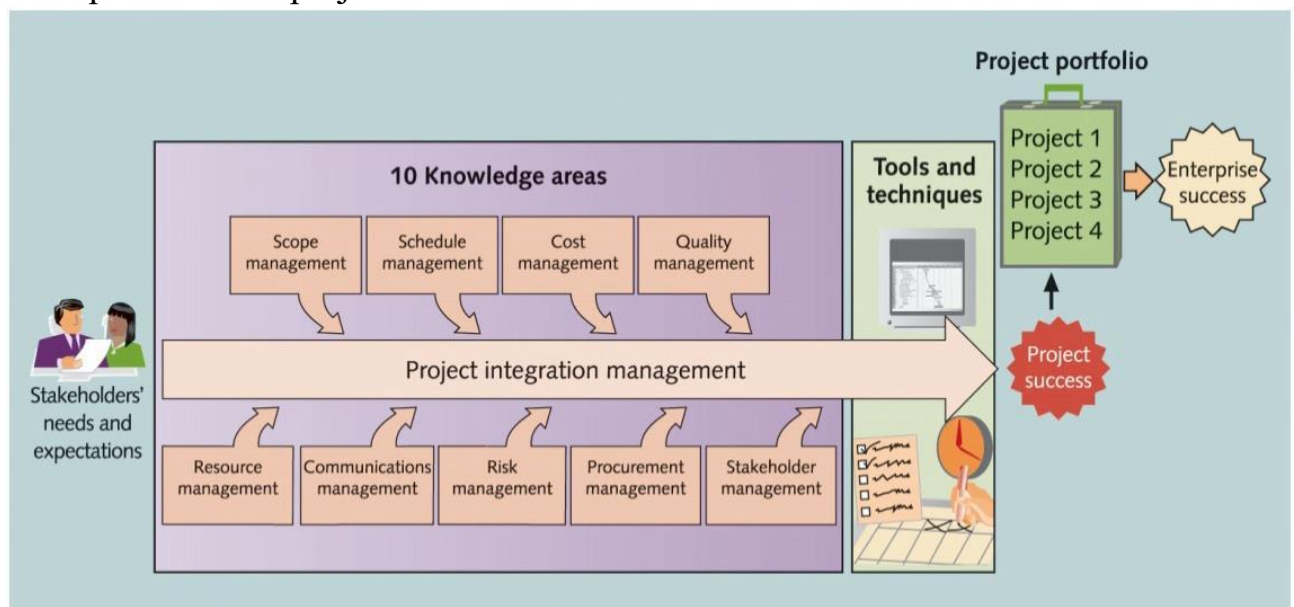 Project portfolio
Project 1
Project 2
Project 3
Project 4
Enterprise
success
10 Knowledge areas
Tools and
techniques
Scope
management
Schedule
management
Cost
management
Quality
management
Stakeholders'
needs and
expectations
Project integration management
Project
success
Resource
management
Communications
management
Risk
management
Procurement
management
Stakeholder
management